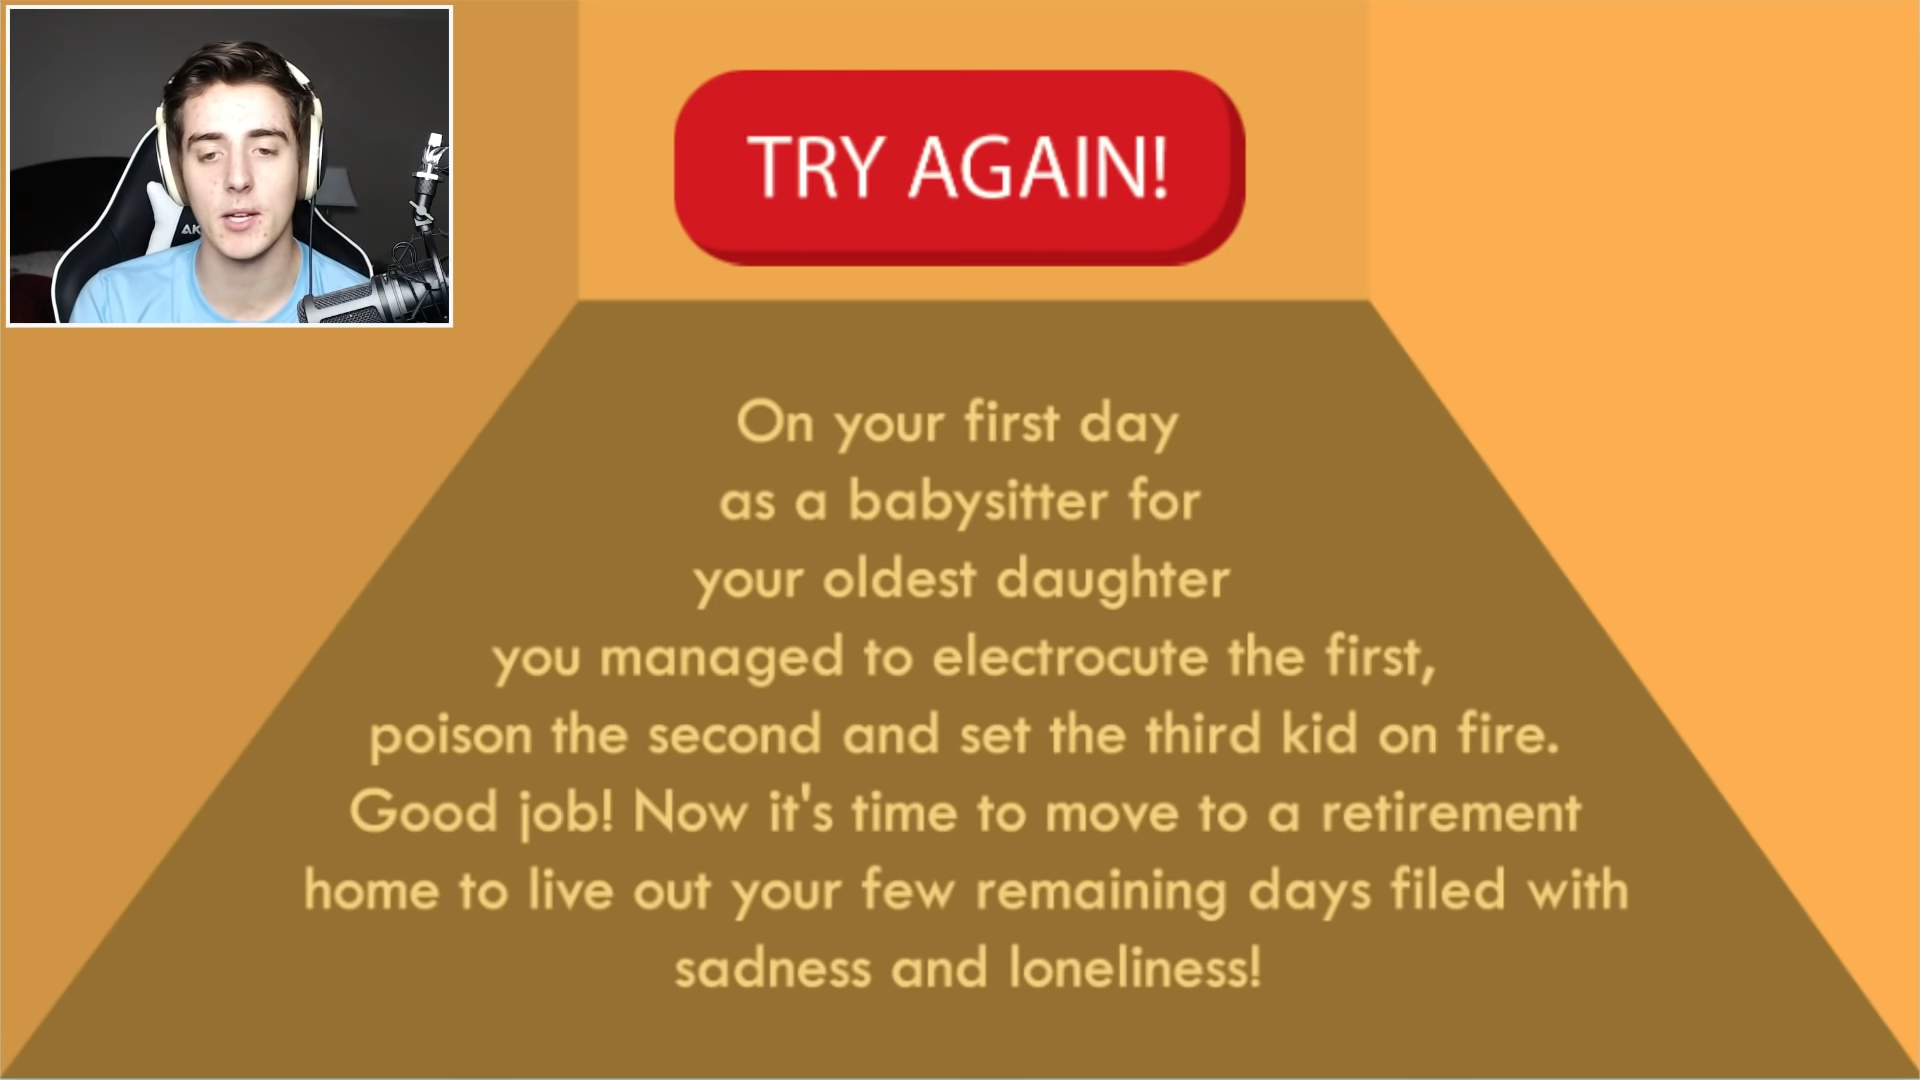 AK
TRY AGAIN!
On your first day
as a babysitter for
your oldest daughter
you managed to electrocute the first,
poison the second and set the third kid on fire.
Good job! Now it's time to move to a retirement
home to live out your few remaining days filed with
sadness and loneliness!